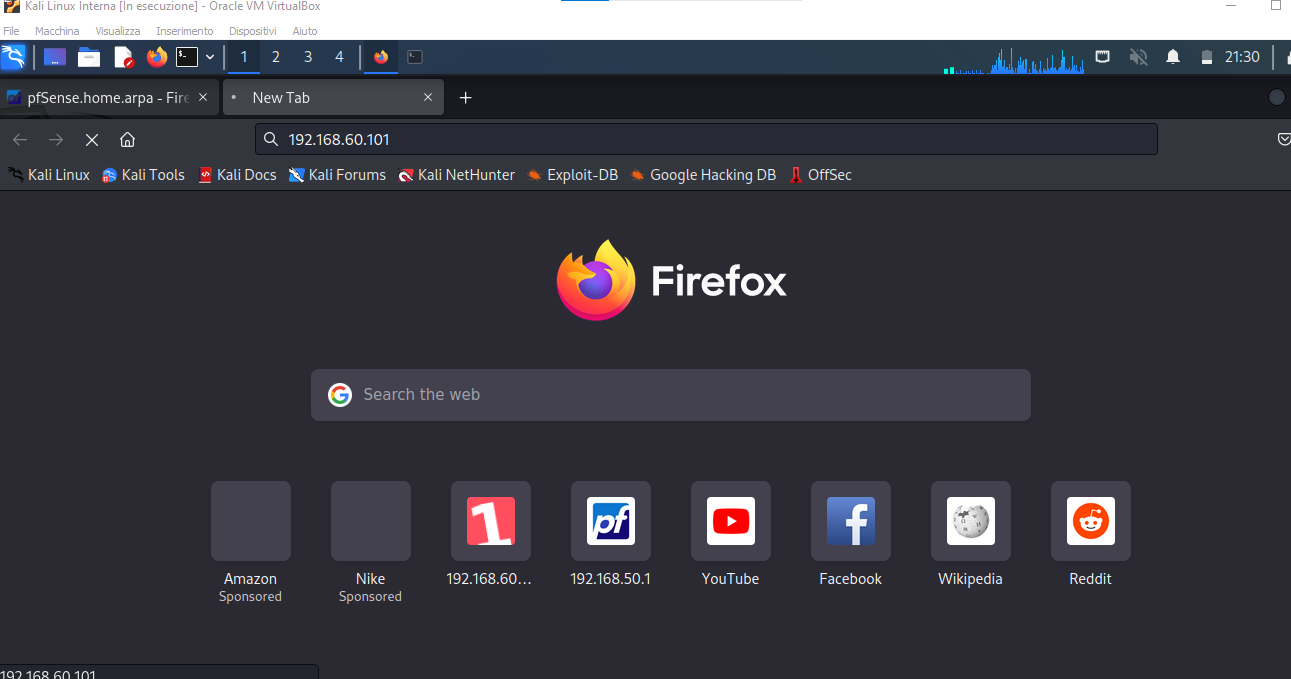 Kali Linux Interna [In esecuzione] - Oracle VM VirtualBox
File Macchina Visualizza Inserimento Dispositivi Aiuto
1 2 3 4 21:30
pfSense.home.arpa - Fire New Tab
192.168.60.101
Kali Linux Kali Tools Kali Docs Kali Forums Kali NetHunter Exploit-DB Google Hacking DB OffSec
Firefox
Search the web
1 pf
Amazon Nike 192.168.60... 192.168.50.1 YouTube Facebook Wikipedia Reddit
Sponsored Sponsored
192.168.60.101